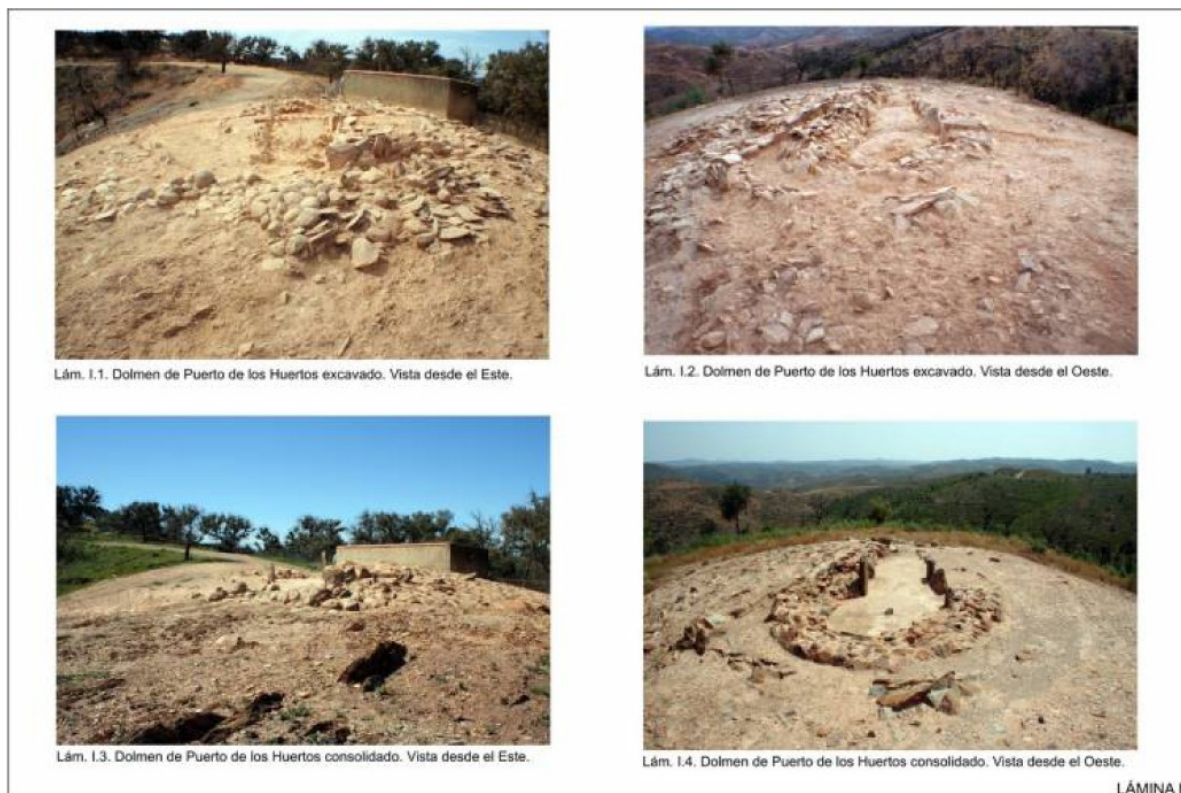 Lám. I.1. Dolmen de Puerto de los Huertos excavado. Vista desde el Este.
Lám. I.2. Dolmen de Puerto de los Huertos excavado. Vista desde el Oeste.
Lám. I.3. Dolmen de Puerto de los Huertos consolidado. Vista desde el Este.
Lám. I.4. Dolmen de Puerto de los Huertos consolidado. Vista desde el Oeste.
LÁMINA I